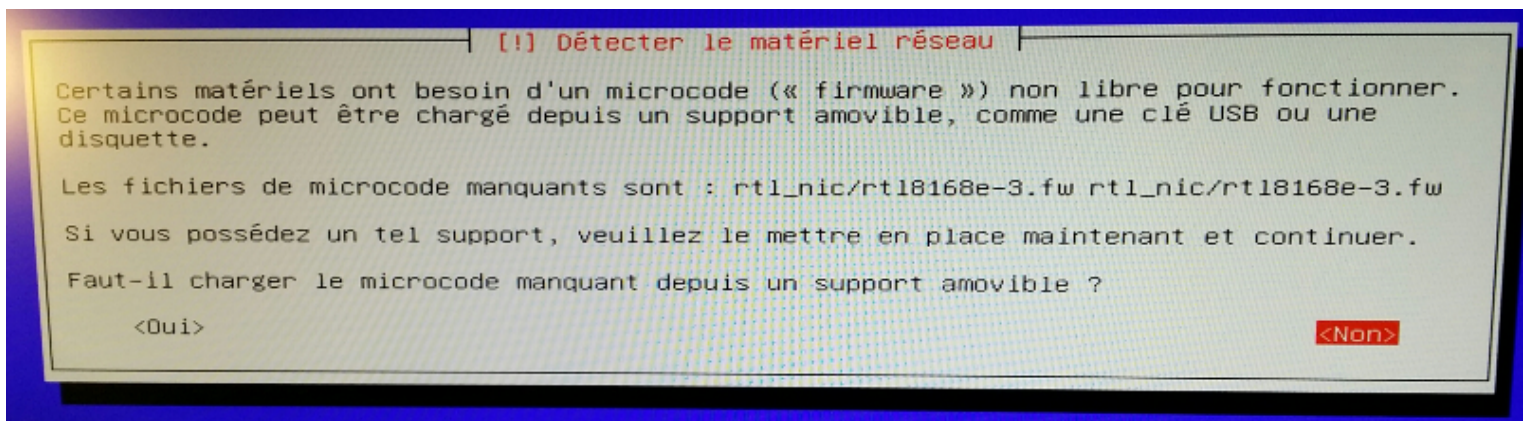 [!] Détecter le matériel réseau
Certains matériels ont besoin d'un microcode (« firmware ») non libre pour fonctionner.
Ce microcode peut être chargé depuis un support amovible, comme une clé USB ou une
disquette.
Les fichiers de microcode manquants sont : rtl_nic/rtl8168e-3.fw rtl_nic/rtl8168e-3.fw
Si vous possédez un tel support, veuillez le mettre en place maintenant et continuer.
Faut-il charger le microcode manquant depuis un support amovible ?
<Oui> <Non>